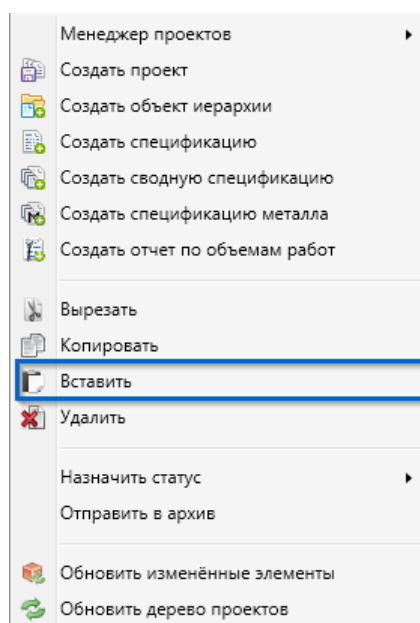 Менеджер проектов
Создать проект
Создать объект иерархии
Создать спецификацию
Создать сводную спецификацию
Создать спецификацию металла
Создать отчет по объемам работ
Вырезать
Копировать
Вставить
Удалить
Назначить статус
Отправить в архив
Обновить изменённые элементы
Обновить дерево проектов